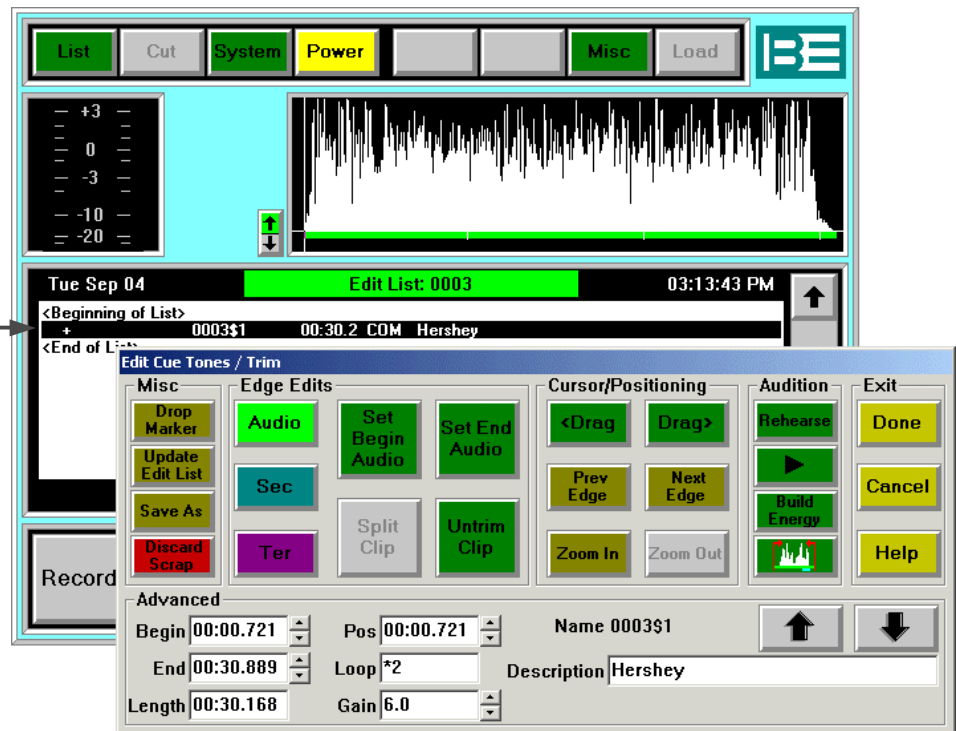 List Cut System Power Misc Load BE
+3
0
-3
-10
-20
Tue Sep 04 Edit List: 0003 03:13:43 PM
<Beginning of List>
+ 0003$1 00:30.2 COM Hershey
<End of List>
Record
Edit Cue Tones / Trim
Misc
Drop Marker
Update Edit List
Save As
Discard Scrap
Edge Edits
Audio
Sec
Ter
Set Begin Audio
Set End Audio
Split Clip
Untrim Clip
Cursor/Positioning
<Drag Drag>
Prev Edge Next Edge
Zoom In Zoom Out
Audition
Rehearse
Build Energy
Exit
Done
Cancel
Help
Advanced
Begin 00:00.721 Pos 00:00.721 Name 0003$1
End 00:30.889 Loop *2 Description Hershey
Length 00:30.168 Gain 6.0